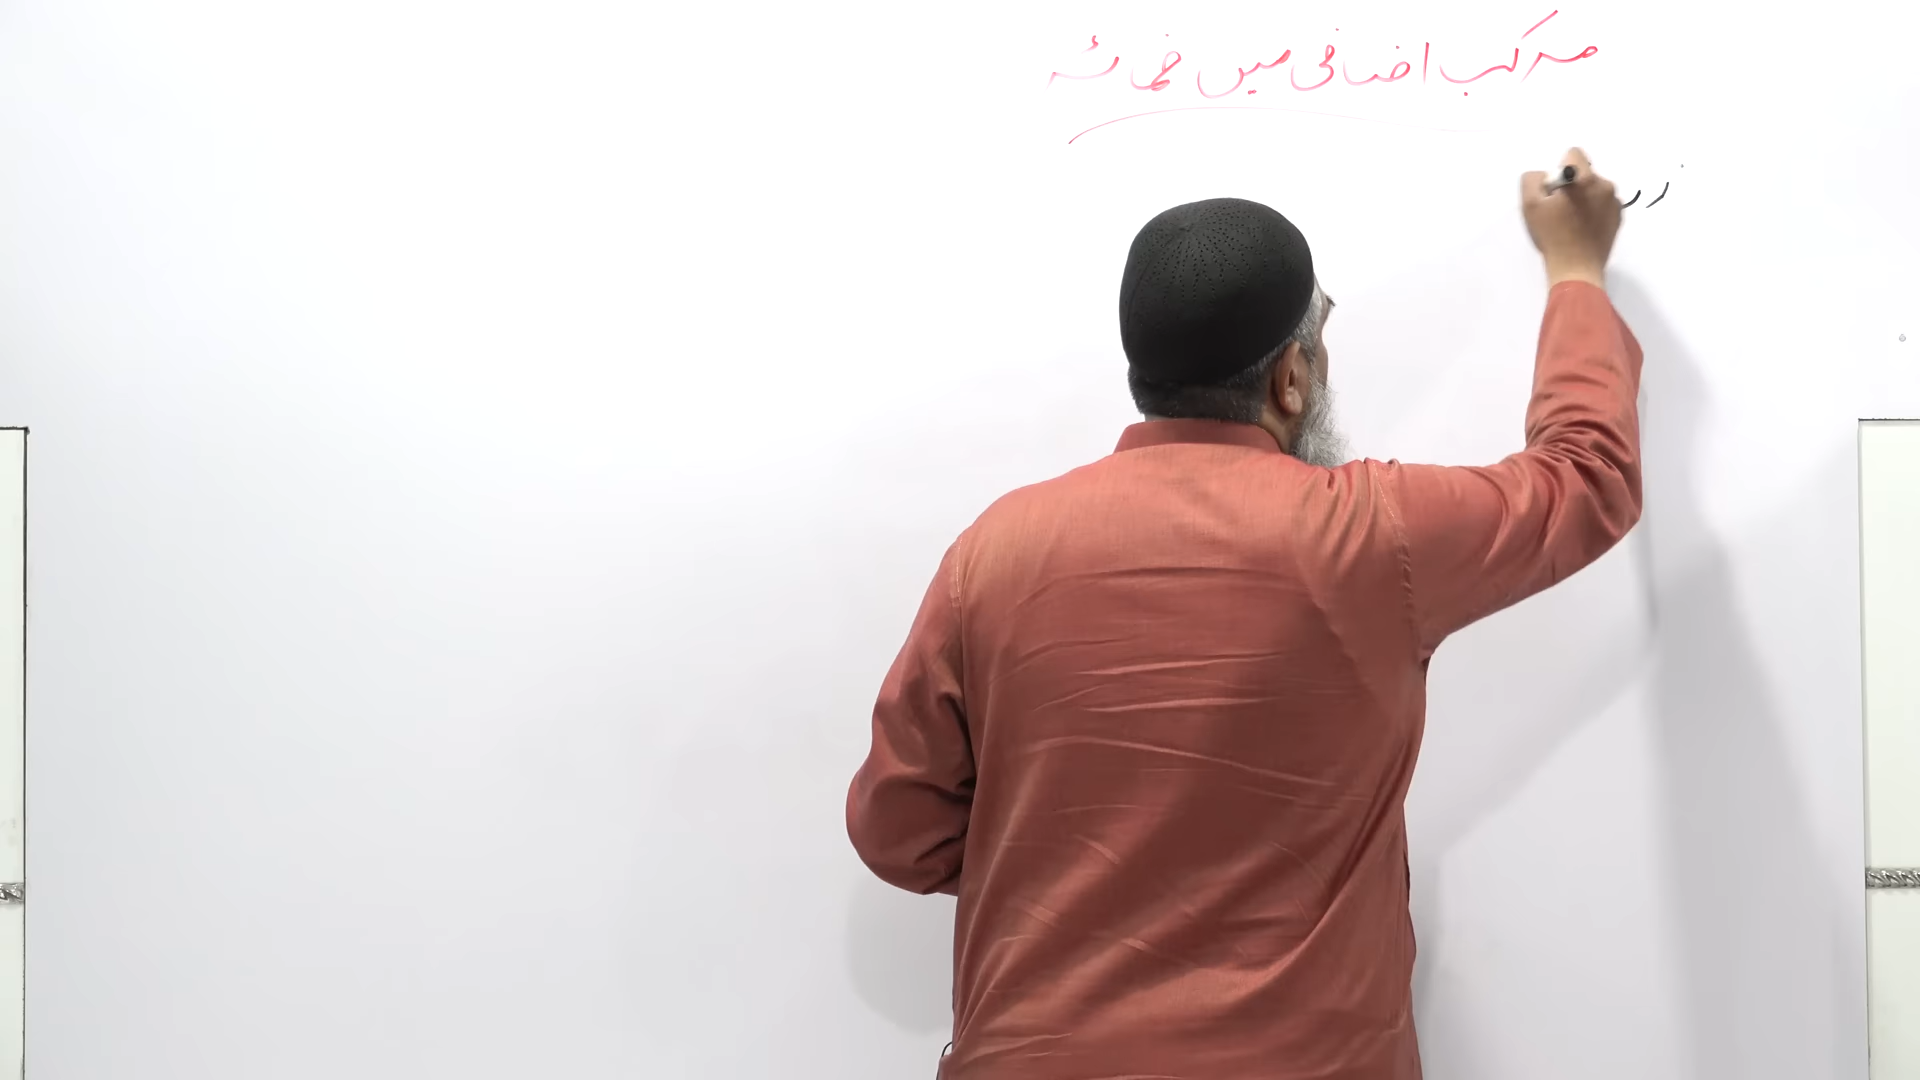 مرکب اضافی میں ضمائر